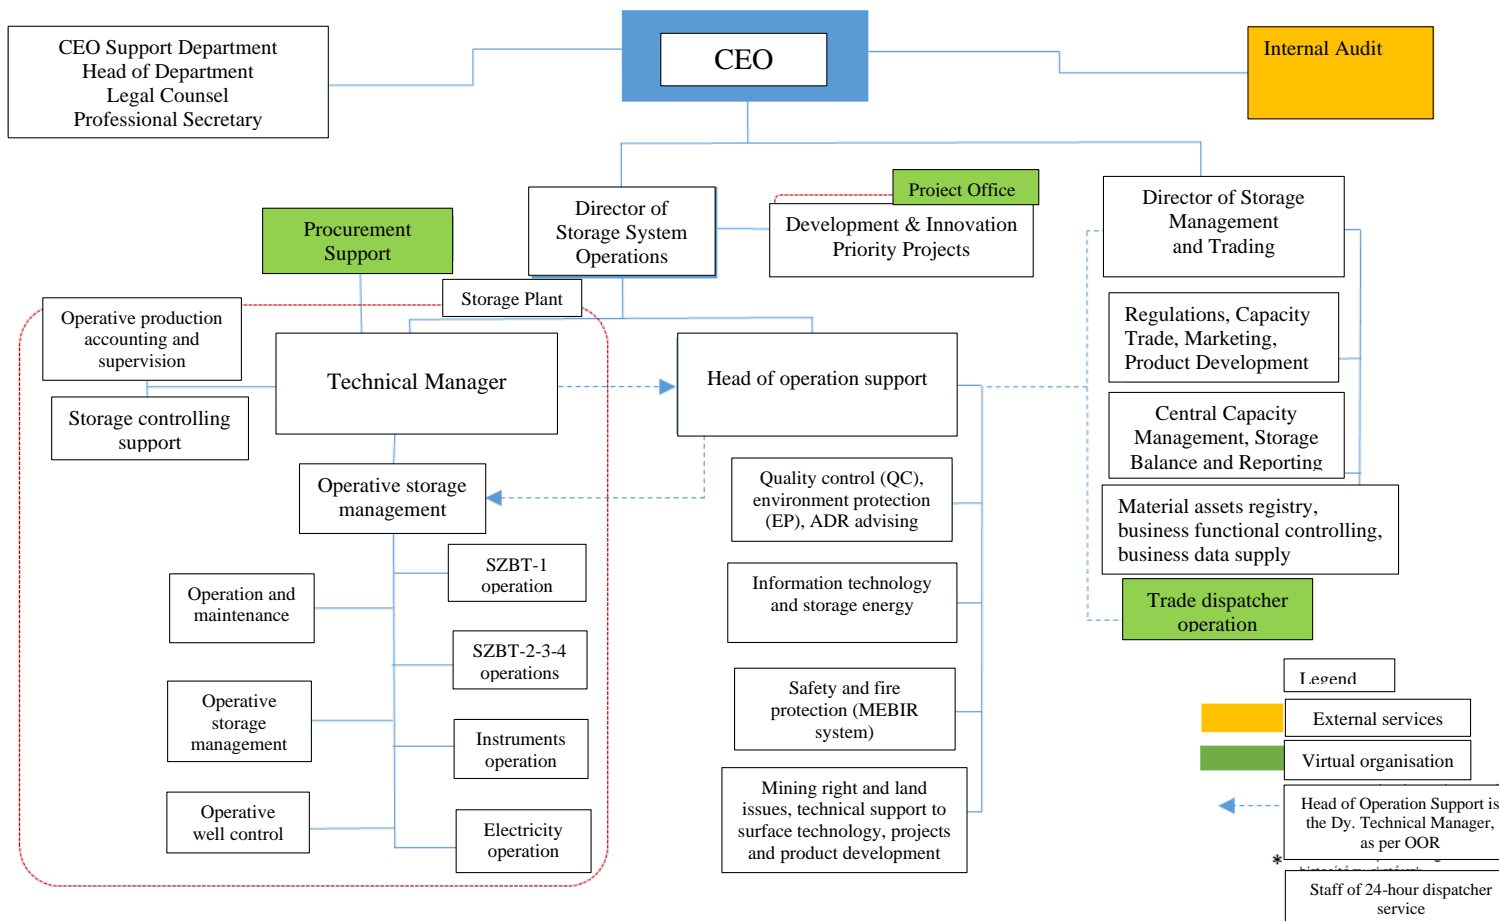 CEO Support Department
Head of Department
Legal Counsel
Professional Secretary
CEO
Internal Audit
Procurement
Support
Director of
Storage System
Operations
Project Office
Development & Innovation
Priority Projects
Director of Storage
Management
and Trading
Storage Plant
Operative production
accounting and
supervision
Storage controlling
support
Technical Manager
Head of operation support
Regulations, Capacity
Trade, Marketing,
Product Development
Central Capacity
Management, Storage
Balance and Reporting
Material assets registry,
business functional controlling,
business data supply
Trade dispatcher
operation
Operative storage
management
Quality control (QC),
environment protection
(EP), ADR advising
SZBT-1
operation
Operation and
maintenance
Information technology
and storage energy
SZBT-2-3-4
operations
Operative
storage
management
Safety and fire
protection (MEBIR
system)
Instruments
operation
Operative
well control
Electricity
operation
Mining right and land
issues, technical support to
surface technology, projects
and product development
Legend
External services
Virtual organisation
Head of Operation Support is
the Dy. Technical Manager,
as per OOR
*
Staff of 24-hour dispatcher
service